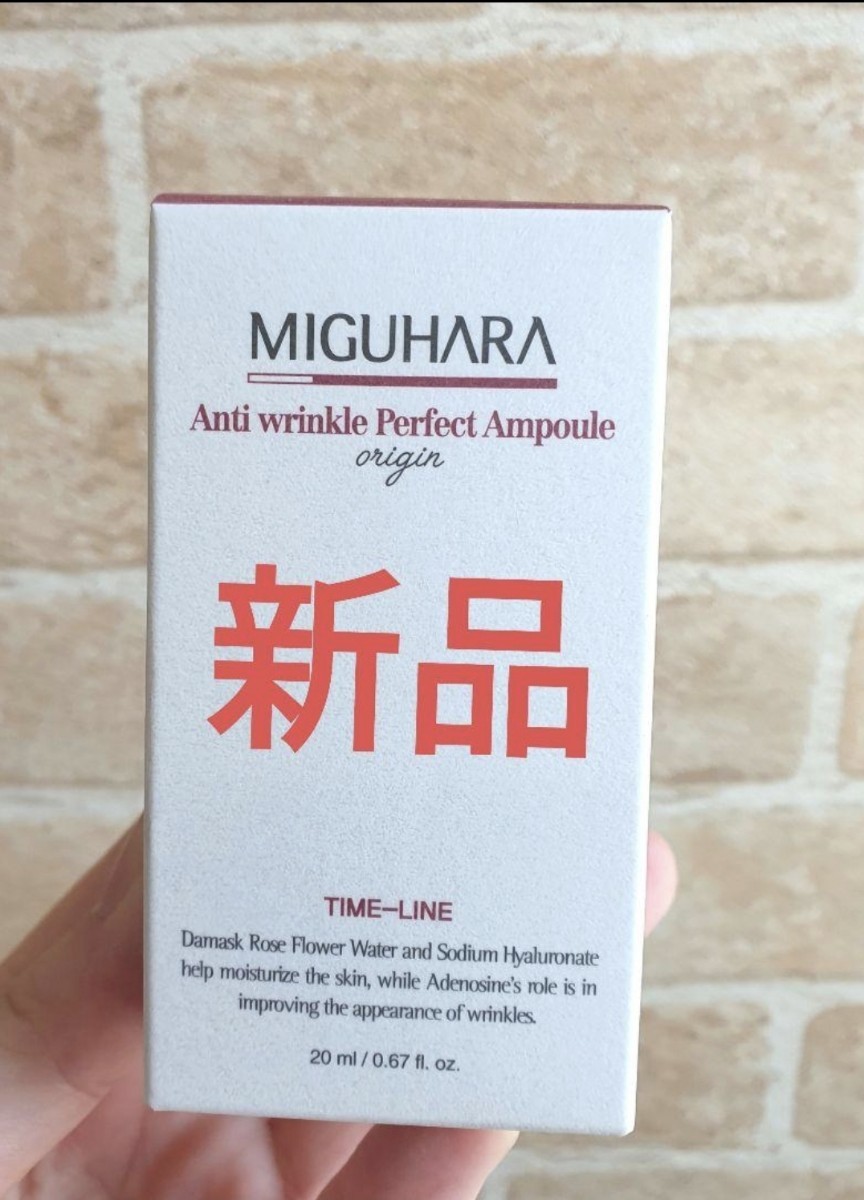 MIGUHARA
Anti wrinkle Perfect Ampoule
origin
新品
TIME-LINE
Damask Rose Flower Water and Sodium Hyaluronate
help moisturize the skin, while Adenosine's role is in
improving the appearance of wrinkles.
20 ml / 0.67 fl. oz.